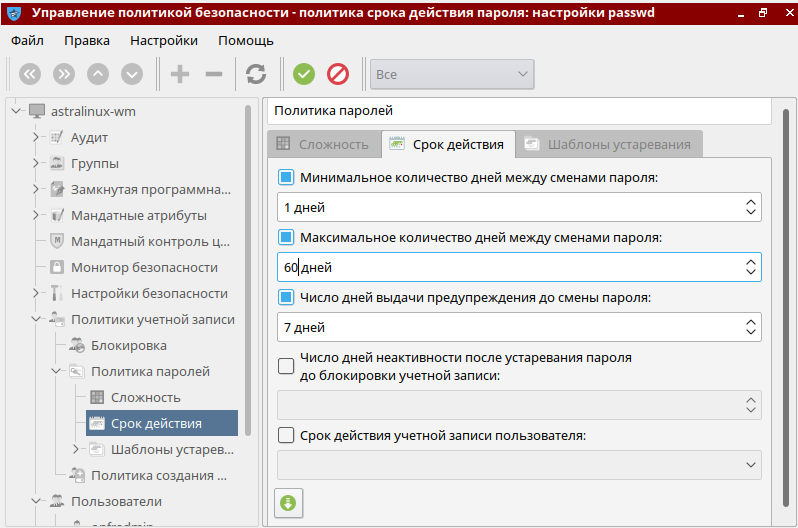 Управление политикой безопасности - политика срока действия пароля: настройки passwd
Файл Правка Настройки Помощь
Все
astralinux-wm
Аудит
Группы
Замкнутая программна...
Мандатные атрибуты
Мандатный контроль ц...
Монитор безопасности
Настройки безопасности
Политики учетной записи
Блокировка
Политика паролей
Сложность
Срок действия
Шаблоны устарев...
Политика создания ...
Пользователи
Политика паролей
Сложность Срок действия Шаблоны устаревания
Минимальное количество дней между сменами пароля:
1 дней
Максимальное количество дней между сменами пароля:
60 дней
Число дней выдачи предупреждения до смены пароля:
7 дней
Число дней неактивности после устаревания пароля
до блокировки учетной записи:
Срок действия учетной записи пользователя: